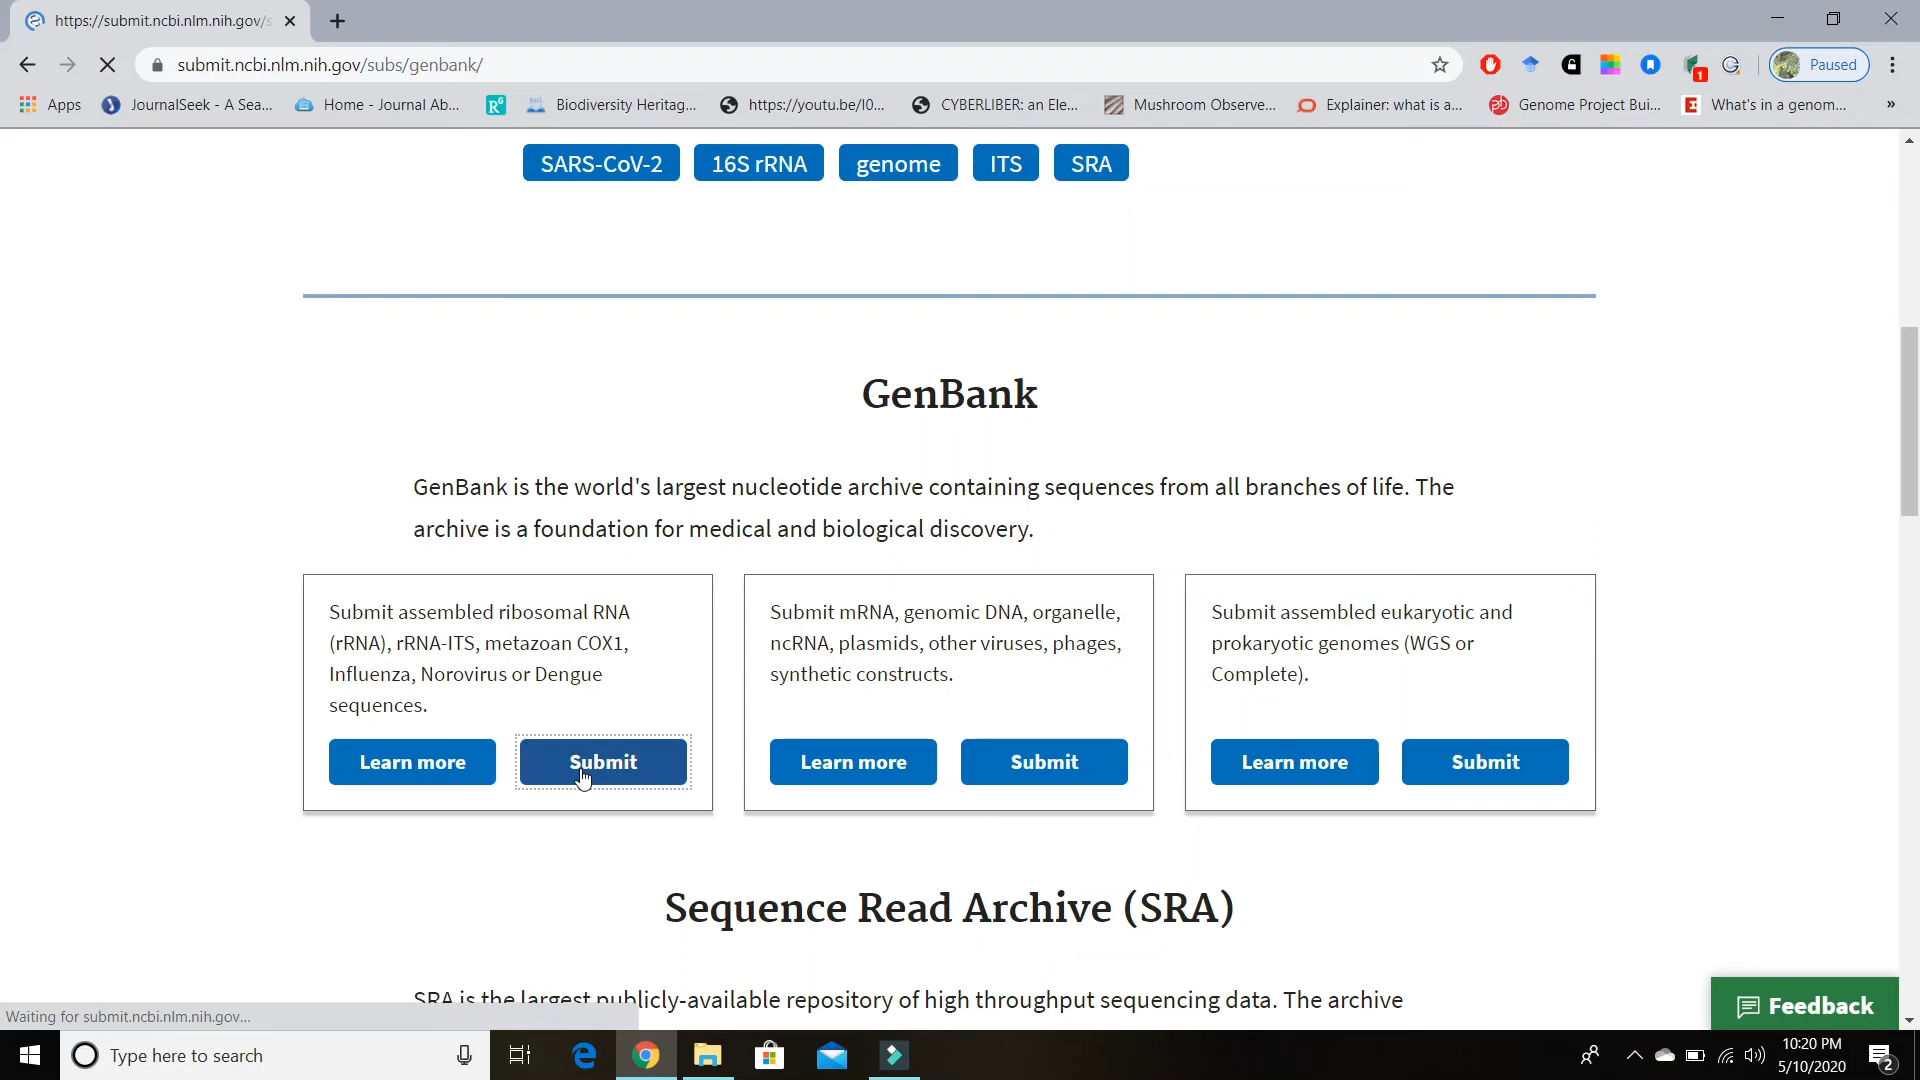 https://submit.ncbi.nlm.nih.gov/s
submit.ncbi.nlm.nih.gov/subs/genbank/
1
Paused
Apps
JournalSeek - A Sea...
Home - Journal Ab...
RG
Biodiversity Heritag...
https://youtu.be/I0...
CYBERLIBER: an Ele...
Mushroom Observe...
Explainer: what is a...
Genome Project Bui...
What's in a genom...
»
SARS-CoV-2
16S rRNA
genome
ITS
SRA
GenBank
GenBank is the world's largest nucleotide archive containing sequences from all branches of life. The
archive is a foundation for medical and biological discovery.
Submit assembled ribosomal RNA
(rRNA), rRNA-ITS, metazoan COX1,
Influenza, Norovirus or Dengue
sequences.
Learn more
Submit
Submit mRNA, genomic DNA, organelle,
ncRNA, plasmids, other viruses, phages,
synthetic constructs.
Learn more
Submit
Submit assembled eukaryotic and
prokaryotic genomes (WGS or
Complete).
Learn more
Submit
Sequence Read Archive (SRA)
SRA is the largest publicly-available repository of high throughput sequencing data. The archive
Feedback
Waiting for submit.ncbi.nlm.nih.gov...
Type here to search
10:20 PM
5/10/2020
2